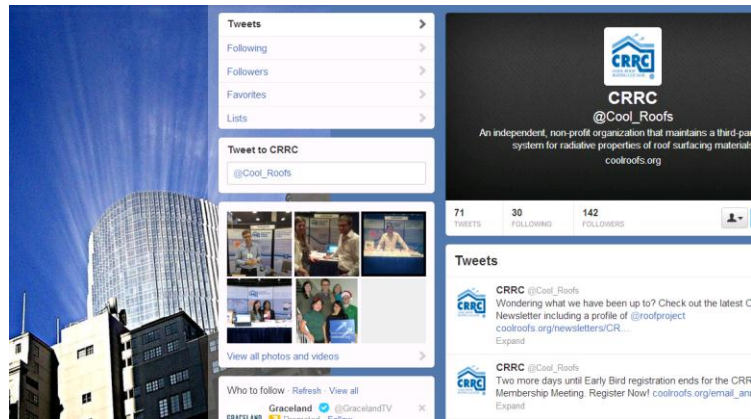 Tweets
Following
Followers
Favorites
Lists
Tweet to CRRC
@Cool_Roofs
View all photos and videos
Who to follow · Refresh · View all
Graceland @GracelandTV
GRACELAND
Promoted · Follow
CRRC
CRRC
@Cool_Roofs
An independent, non-profit organization that maintains a third-par
system for radiative properties of roof surfacing materials
coolroofs.org
71 30 142
TWEETS FOLLOWING FOLLOWERS
Tweets
CRRC @Cool_Roofs
CRRC
Wondering what we have been up to? Check out the latest C
Newsletter including a profile of @roofproject
coolroofs.org/newsletters/CR...
Expand
CRRC @Cool_Roofs
CRRC
Two more days until Early Bird registration ends for the CRR
Membership Meeting. Register Now! coolroofs.org/email_an
Expand